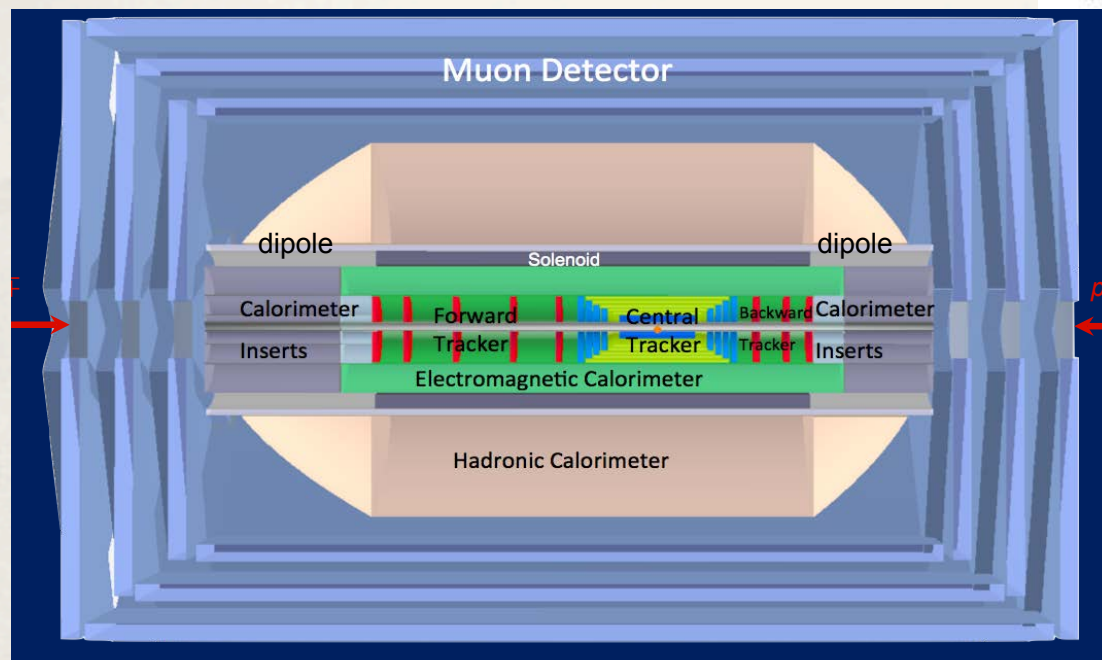 Muon Detector
dipole
dipole
Solenoid
Calorimeter
Forward
Central
Backward
Calorimeter
Inserts
Tracker
Tracker
Tracker
Inserts
Electromagnetic Calorimeter
Hadronic Calorimeter
p